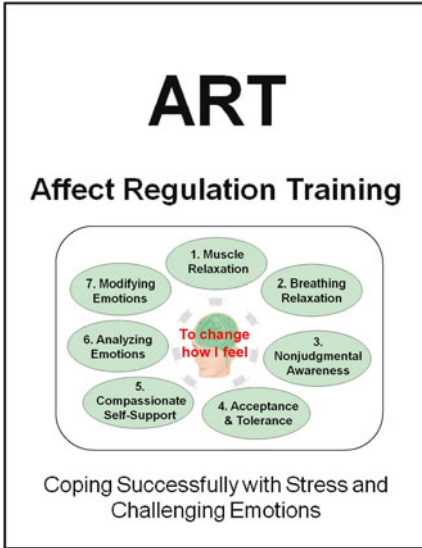 ART
Affect Regulation Training
1. Muscle
Relaxation
2. Breathing
Relaxation
3.
Nonjudgmental
Awareness
4. Acceptance
& Tolerance
5.
Compassionate
Self-Support
6. Analyzing
Emotions
7. Modifying
Emotions
To change
how I feel
Coping Successfully with Stress and
Challenging Emotions